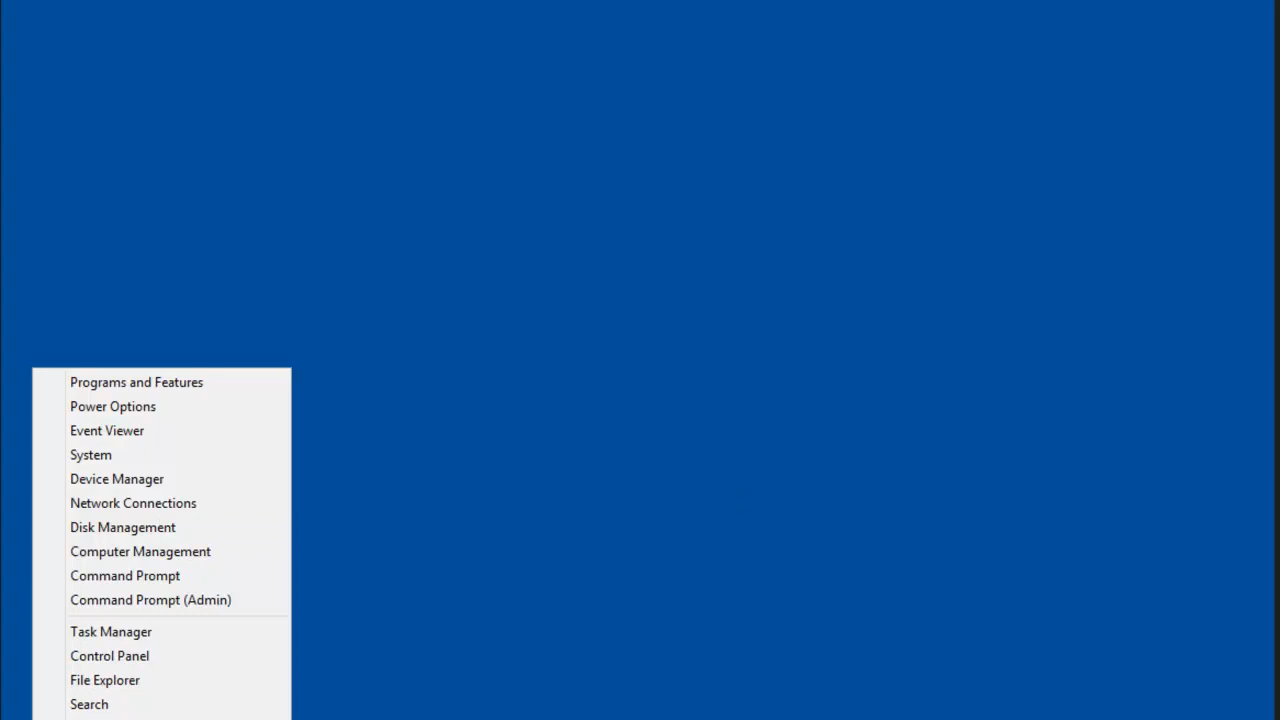 Programs and Features
Power Options
Event Viewer
System
Device Manager
Network Connections
Disk Management
Computer Management
Command Prompt
Command Prompt (Admin)
Task Manager
Control Panel
File Explorer
Search